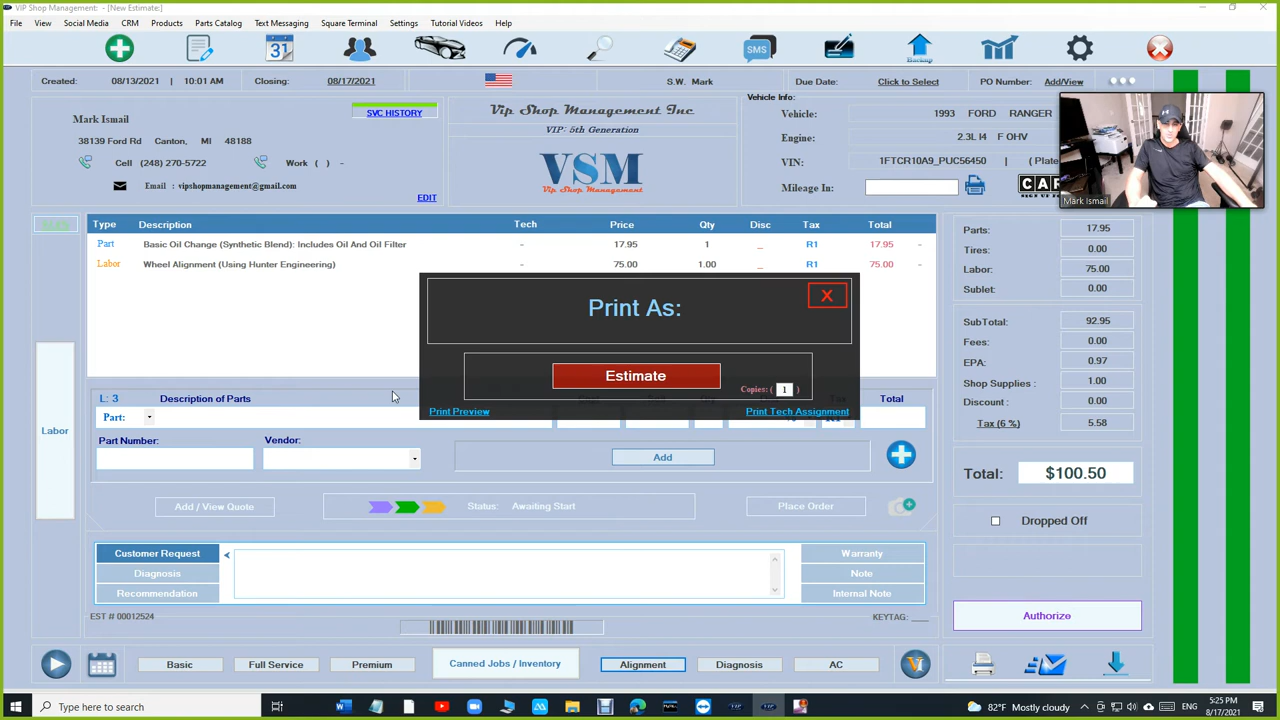 VIP Shop Management: - [New Estimate:]
File View Social Media CRM Products Parts Catalog Text Messaging Square Terminal Settings Tutorial Videos Help
31 SMS Backup
Created: 08/13/2021 | 10:01 AM Closing: 08/17/2021 S.W. Mark Due Date: Click to Select PO Number: Add/View
Mark Ismail
SVC HISTORY
38139 Ford Rd Canton, MI 48188
Cell (248) 270-5722 Work ( ) -
Email : vipshopmanagement@gmail.com
EDIT
Vip Shop Management Inc
VIP: 5th Generation
VSM
Vip Shop Management
Vehicle Info:
Vehicle: 1993 FORD RANGER
Engine: 2.3L I4 F OHV
VIN: 1FTCR10A9_PUC56450 | ( Plate
Mileage In: CAR
Mark Ismail
Type Description Tech Price Qty Disc Tax Total
Part Basic Oil Change (Synthetic Blend): Includes Oil And Oil Filter - 17.95 1 _ R1 17.95 -
Labor Wheel Alignment (Using Hunter Engineering) - 75.00 1.00 _ R1 75.00 -
Print As:
X
Estimate
Copies: ( 1 )
Print Preview Print Tech Assignment
Labor
L: 3 Description of Parts Total
Part:
Part Number: Vendor:
Add
Add / View Quote Status: Awaiting Start Place Order
Customer Request
Diagnosis
Recommendation
Warranty
Note
Internal Note
EST # 00012524 KEYTAG: ____
Parts: 17.95
Tires: 0.00
Labor: 75.00
Sublet: 0.00
SubTotal: 92.95
Fees: 0.00
EPA: 0.97
Shop Supplies : 1.00
Discount : 0.00
Tax (6 %) 5.58
Total: $100.50
Dropped Off
Authorize
Basic Full Service Premium Canned Jobs / Inventory Alignment Diagnosis AC
Type here to search
82°F Mostly cloudy ENG 5:25 PM
8/17/2021